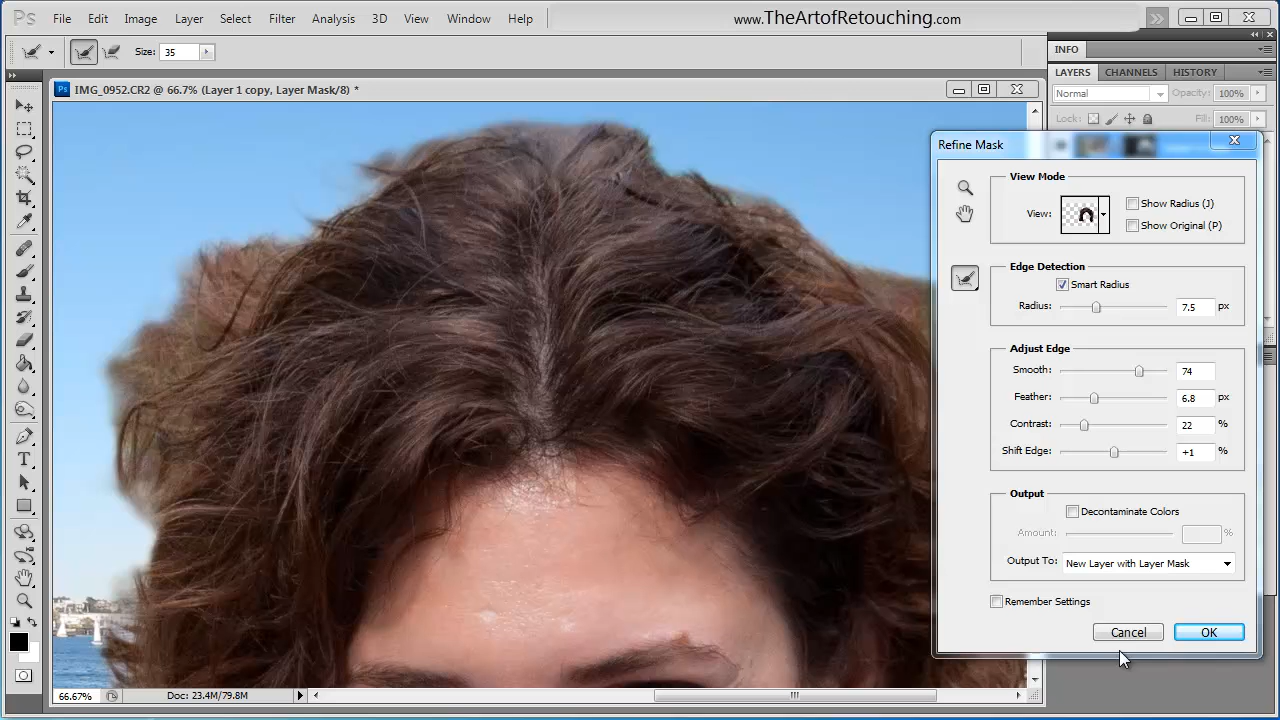 Ps File Edit Image Layer Select Filter Analysis 3D View Window Help www.TheArtofRetouching.com
Size: 35
INFO
LAYERS CHANNELS HISTORY
Normal Opacity: 100%
Lock: Fill: 100%
Ps IMG_0952.CR2 @ 66.7% (Layer 1 copy, Layer Mask/8) *
Refine Mask
View Mode
View:
Show Radius (J)
Show Original (P)
Edge Detection
Smart Radius
Radius: 7.5 px
Adjust Edge
Smooth: 74
Feather: 6.8 px
Contrast: 22 %
Shift Edge: +1 %
Output
Decontaminate Colors
Amount: %
Output To: New Layer with Layer Mask
Remember Settings
Cancel OK
T
66.67% Doc: 23.4M/79.8M